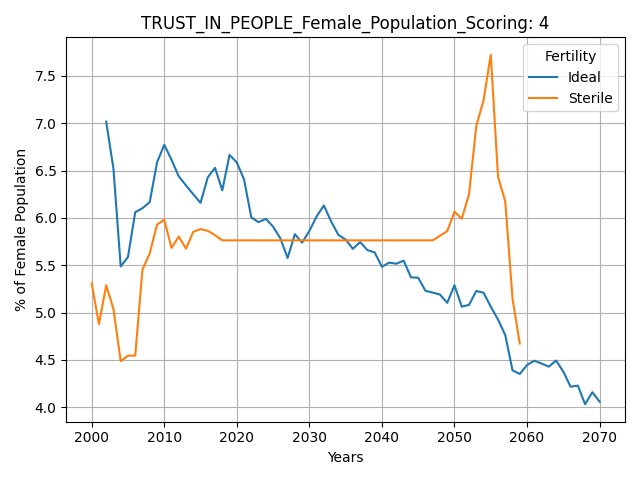 TRUST_IN_PEOPLE_Female_Population_Scoring: 4
Fertility
Ideal
Sterile
% of Female Population
7.5
7.0
6.5
6.0
5.5
5.0
4.5
4.0
2000 2010 2020 2030 2040 2050 2060 2070
Years